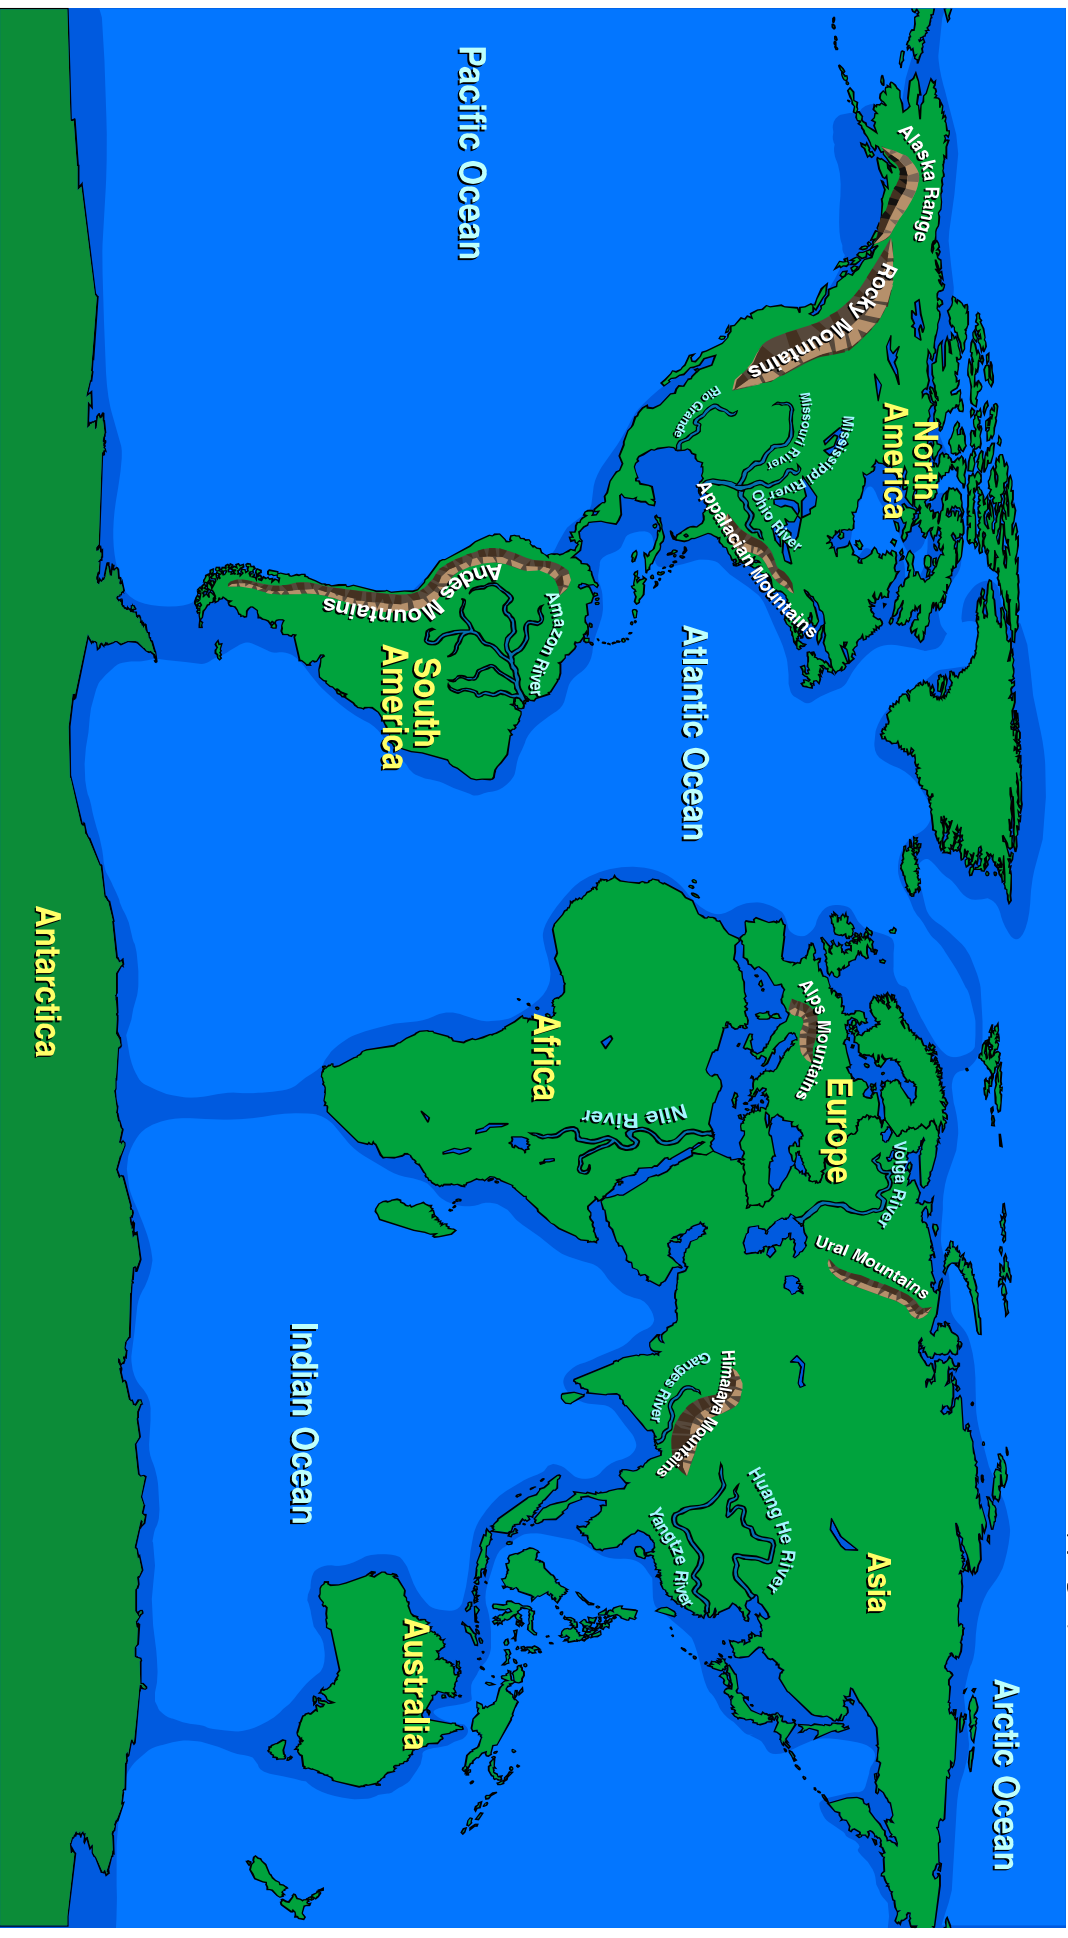 Arctic Ocean
Alaska Range
Rocky Mountains
North
America
Mississippi River
Missouri River
Ohio River
Rio Grande
Appalacian Mountains
Pacific Ocean
Atlantic Ocean
Amazon River
Andes Mountains
South
America
Europe
Alps Mountains
Volga River
Ural Mountains
Asia
Himalaya Mountains
Ganges River
Huang He River
Yangtze River
Nile River
Africa
Indian Ocean
Australia
Antarctica